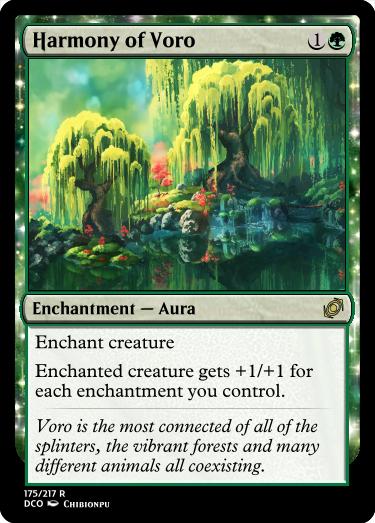 Harmony of Voro 1
Enchantment — Aura
Enchant creature
Enchanted creature gets +1/+1 for
each enchantment you control.
Voro is the most connected of all of the
splinters, the vibrant forests and many
different animals all coexisting.
175/217 R
DCO Chibionpu